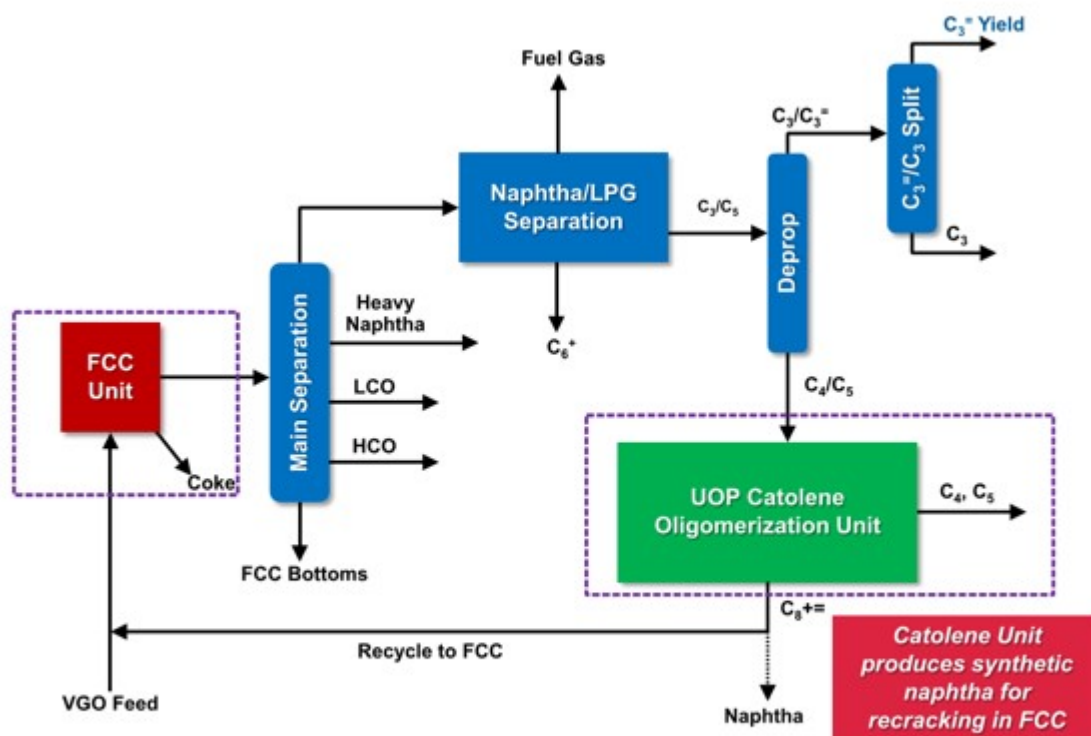 C₃⁼ Yield
Fuel Gas
C₃/C₃⁼
C₃⁼/C₃ Split
Naphtha/LPG
Separation
C₃/C₅
Deprop
C₃
Heavy
Naphtha
C₆⁺
FCC
Unit
Main Separation
LCO
C₄/C₅
HCO
Coke
UOP Catolene
Oligomerization Unit
C₄, C₅
FCC Bottoms
C₈+=
Recycle to FCC
Catolene Unit
produces synthetic
naphtha for
recracking in FCC
VGO Feed
Naphtha